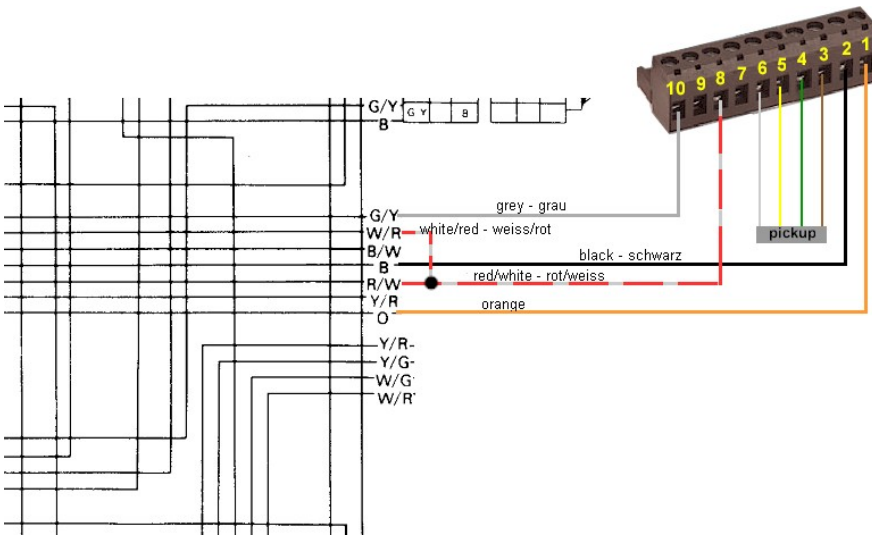 10 9 8 7 6 5 4 3 2 1
G/Y
B
G Y B
G/Y
grey - grau
W/R
white/red - weiss/rot
pickup
B/W
B
black - schwarz
R/W
red/white - rot/weiss
Y/R
orange
O
Y/R-
Y/G-
W/G
W/R